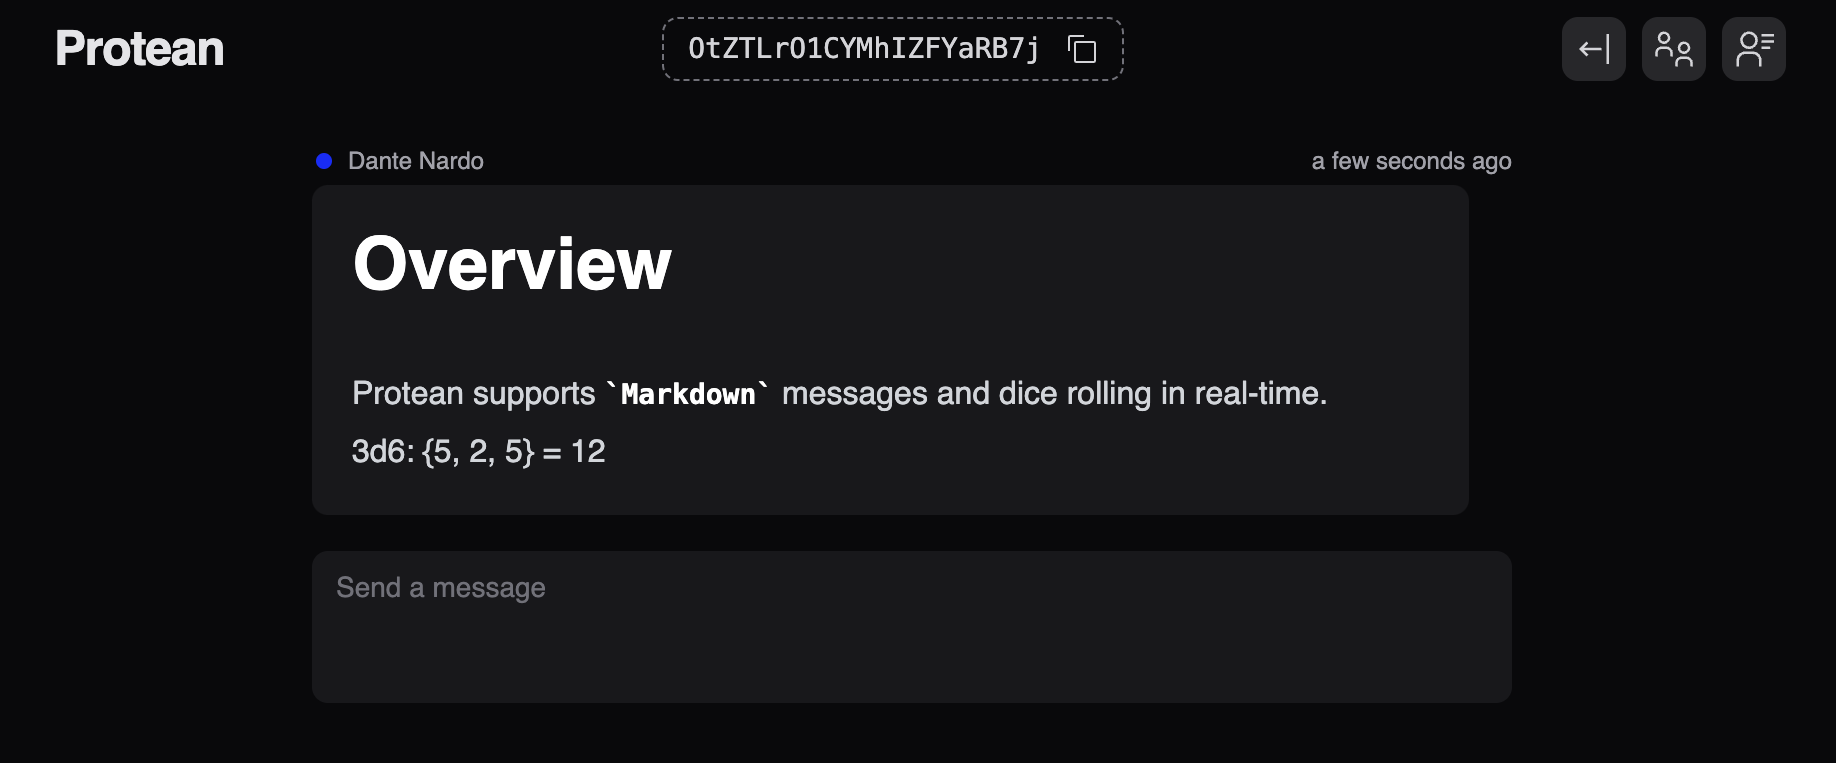 Protean
OtZTLrO1CYMhIZFYaRB7j
Dante Nardo
a few seconds ago
Overview
Protean supports `Markdown` messages and dice rolling in real-time.
3d6: {5, 2, 5} = 12
Send a message